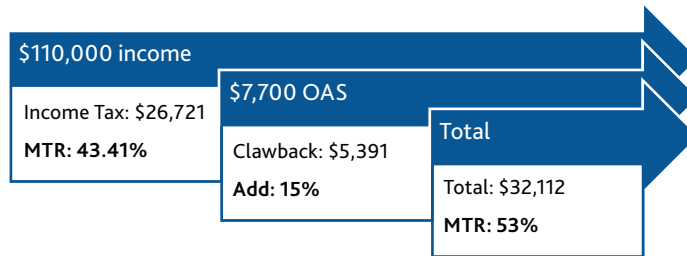 $110,000 income
Income Tax: $26,721
MTR: 43.41%
$7,700 OAS
Clawback: $5,391
Add: 15%
Total
Total: $32,112
MTR: 53%